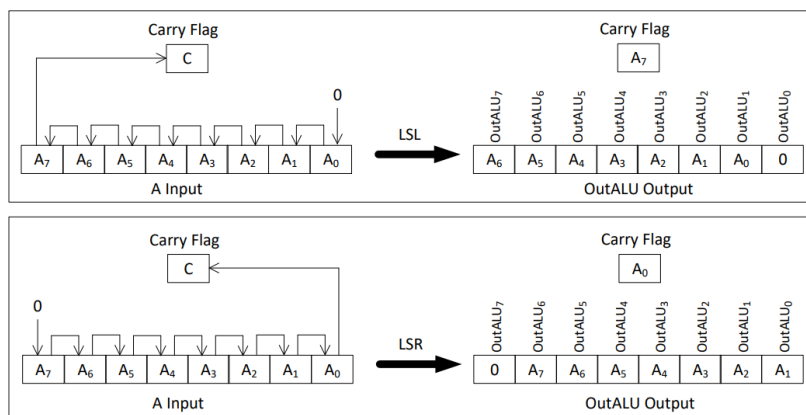 Carry Flag
C
0
A₇ A₆ A₅ A₄ A₃ A₂ A₁ A₀
A Input
LSL
Carry Flag
A₇
OutALU₇ OutALU₆ OutALU₅ OutALU₄ OutALU₃ OutALU₂ OutALU₁ OutALU₀
A₆ A₅ A₄ A₃ A₂ A₁ A₀ 0
OutALU Output
Carry Flag
C
0
A₇ A₆ A₅ A₄ A₃ A₂ A₁ A₀
A Input
LSR
Carry Flag
A₀
OutALU₇ OutALU₆ OutALU₅ OutALU₄ OutALU₃ OutALU₂ OutALU₁ OutALU₀
0 A₇ A₆ A₅ A₄ A₃ A₂ A₁
OutALU Output